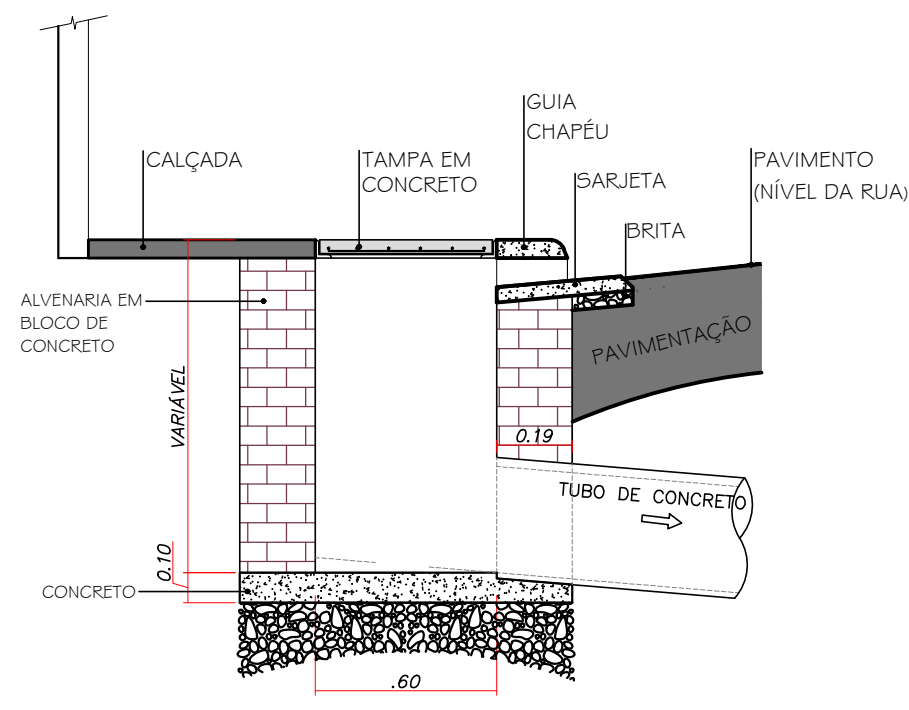 GUIA
CHAPÉU
CALÇADA
TAMPA EM
CONCRETO
PAVIMENTO
(NÍVEL DA RUA)
SARJETA
BRITA
ALVENARIA EM
BLOCO DE
CONCRETO
PAVIMENTAÇÃO
VARIÁVEL
0.19
TUBO DE CONCRETO
0.10
CONCRETO
.60